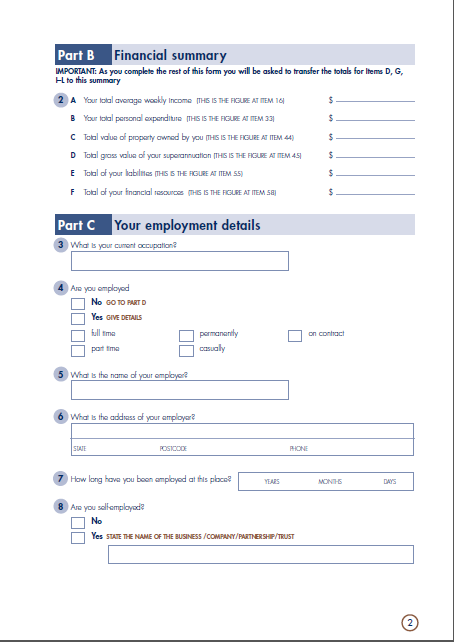 Part B Financial summary
IMPORTANT: As you complete the rest of this form you will be asked to transfer the totals for Items D, G,
I–L to this summary
2 A Your total average weekly income (THIS IS THE FIGURE AT ITEM 16) $
B Your total personal expenditure (THIS IS THE FIGURE AT ITEM 33) $
C Total value of property owned by you (THIS IS THE FIGURE AT ITEM 44) $
D Total gross value of your superannuation (THIS IS THE FIGURE AT ITEM 45) $
E Total of your liabilities (THIS IS THE FIGURE AT ITEM 55) $
F Total of your financial resources (THIS IS THE FIGURE AT ITEM 58) $
Part C Your employment details
3 What is your current occupation?
4 Are you employed
No GO TO PART D
Yes GIVE DETAILS
full time permanently on contract
part time casually
5 What is the name of your employer?
6 What is the address of your employer?
STATE POSTCODE PHONE
7 How long have you been employed at this place? YEARS MONTHS DAYS
8 Are you self-employed?
No
Yes STATE THE NAME OF THE BUSINESS /COMPANY/PARTNERSHIP/TRUST
2